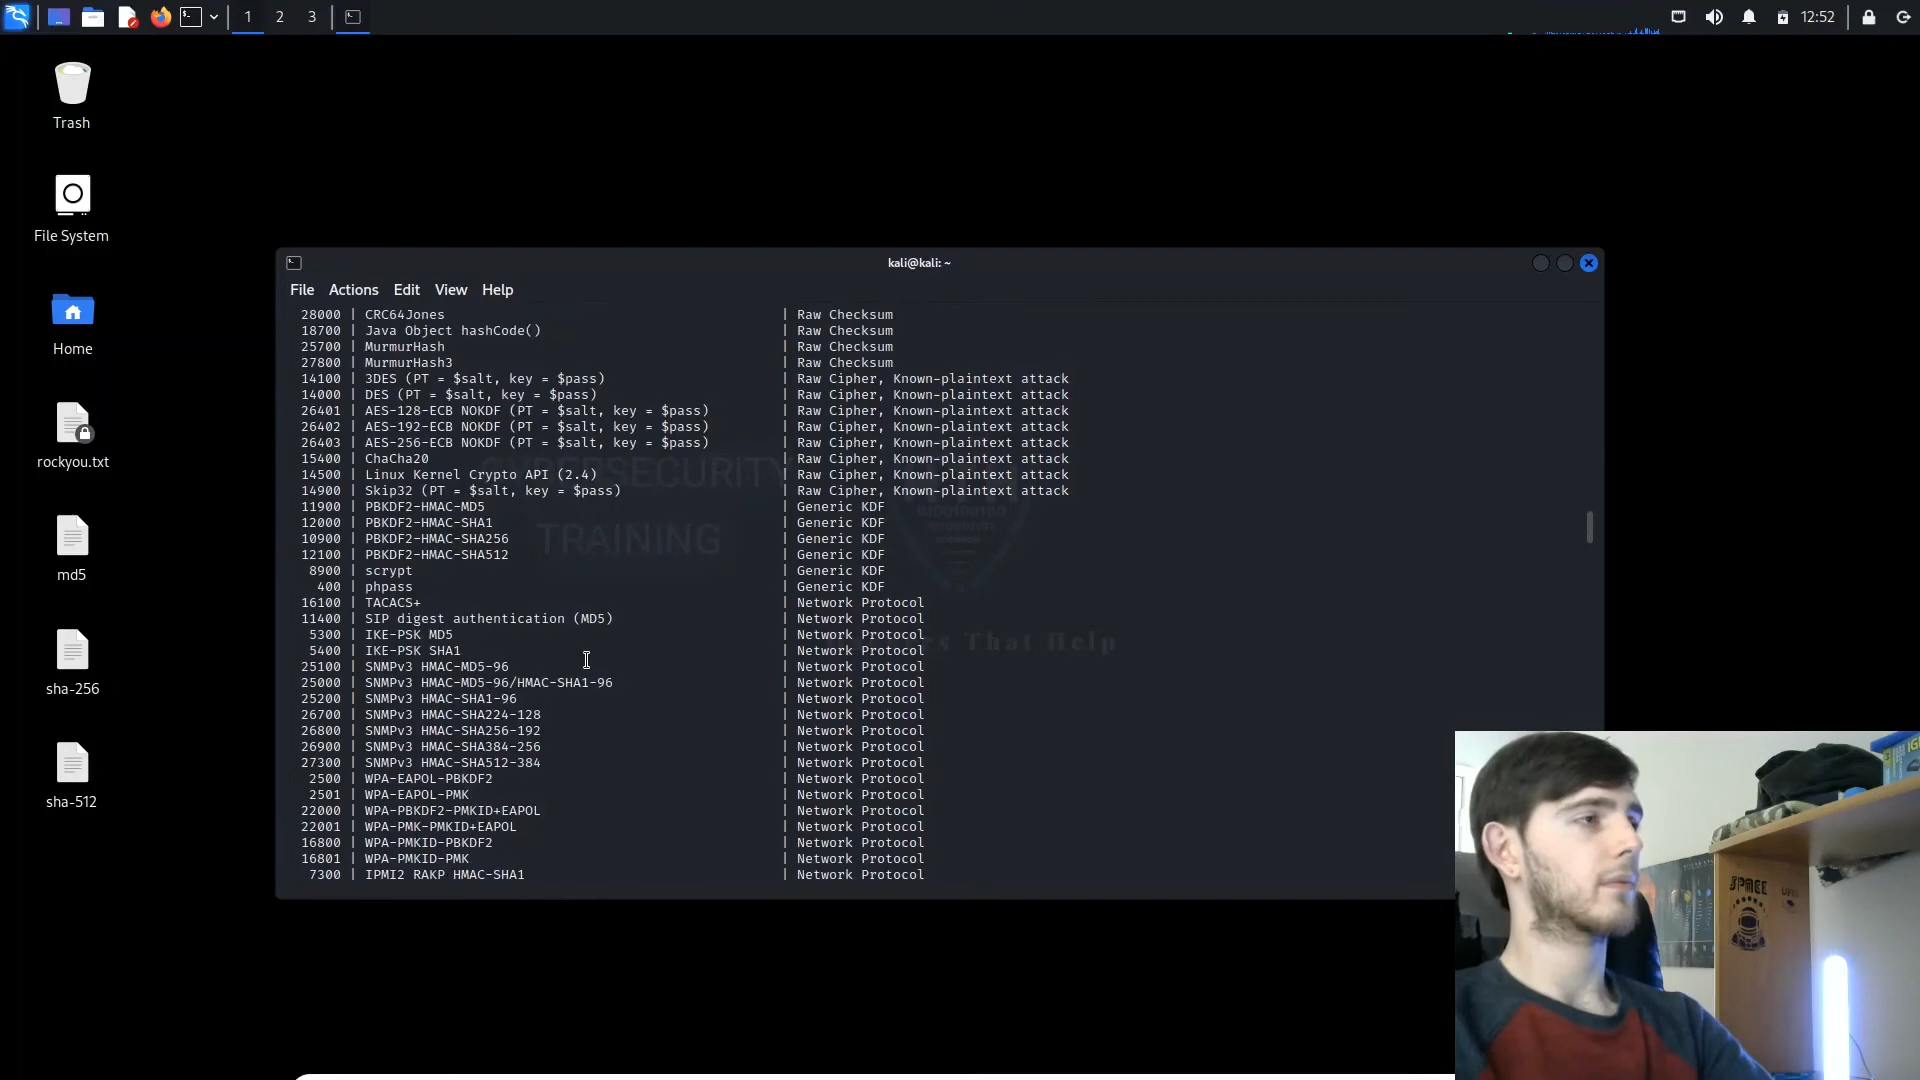 1 2 3 12:52
Trash
File System
Home
rockyou.txt
md5
sha-256
sha-512
kali@kali: ~
File Actions Edit View Help
28000 | CRC64Jones | Raw Checksum
18700 | Java Object hashCode() | Raw Checksum
25700 | MurmurHash | Raw Checksum
27800 | MurmurHash3 | Raw Checksum
14100 | 3DES (PT = $salt, key = $pass) | Raw Cipher, Known-plaintext attack
14000 | DES (PT = $salt, key = $pass) | Raw Cipher, Known-plaintext attack
26401 | AES-128-ECB NOKDF (PT = $salt, key = $pass) | Raw Cipher, Known-plaintext attack
26402 | AES-192-ECB NOKDF (PT = $salt, key = $pass) | Raw Cipher, Known-plaintext attack
26403 | AES-256-ECB NOKDF (PT = $salt, key = $pass) | Raw Cipher, Known-plaintext attack
15400 | ChaCha20 | Raw Cipher, Known-plaintext attack
14500 | Linux Kernel Crypto API (2.4) | Raw Cipher, Known-plaintext attack
14900 | Skip32 (PT = $salt, key = $pass) | Raw Cipher, Known-plaintext attack
11900 | PBKDF2-HMAC-MD5 | Generic KDF
12000 | PBKDF2-HMAC-SHA1 | Generic KDF
10900 | PBKDF2-HMAC-SHA256 | Generic KDF
12100 | PBKDF2-HMAC-SHA512 | Generic KDF
8900 | scrypt | Generic KDF
400 | phpass | Generic KDF
16100 | TACACS+ | Network Protocol
11400 | SIP digest authentication (MD5) | Network Protocol
5300 | IKE-PSK MD5 | Network Protocol
5400 | IKE-PSK SHA1 | Network Protocol
25100 | SNMPv3 HMAC-MD5-96 | Network Protocol
25000 | SNMPv3 HMAC-MD5-96/HMAC-SHA1-96 | Network Protocol
25200 | SNMPv3 HMAC-SHA1-96 | Network Protocol
26700 | SNMPv3 HMAC-SHA224-128 | Network Protocol
26800 | SNMPv3 HMAC-SHA256-192 | Network Protocol
26900 | SNMPv3 HMAC-SHA384-256 | Network Protocol
27300 | SNMPv3 HMAC-SHA512-384 | Network Protocol
2500 | WPA-EAPOL-PBKDF2 | Network Protocol
2501 | WPA-EAPOL-PMK | Network Protocol
22000 | WPA-PBKDF2-PMKID+EAPOL | Network Protocol
22001 | WPA-PMK-PMKID+EAPOL | Network Protocol
16800 | WPA-PMKID-PBKDF2 | Network Protocol
16801 | WPA-PMKID-PMK | Network Protocol
7300 | IPMI2 RAKP HMAC-SHA1 | Network Protocol
TRAINING
That Help
SPACE